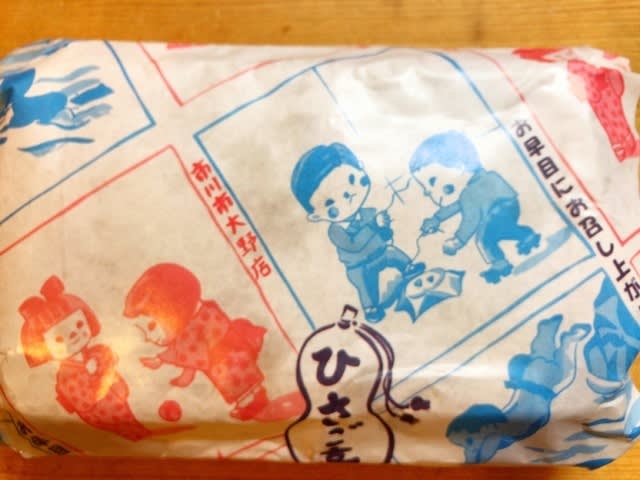 お早目にお召し上が
市川市大野店
ひさご